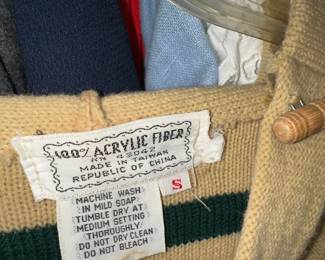 100% ACRYLIC FIBER
RN 43042
MADE IN TAIWAN
REPUBLIC OF CHINA
S
MACHINE WASH
IN MILD SOAP
TUMBLE DRY AT
MEDIUM SETTING
THOROUGHLY
DO NOT DRY CLEAN
DO NOT BLEACH